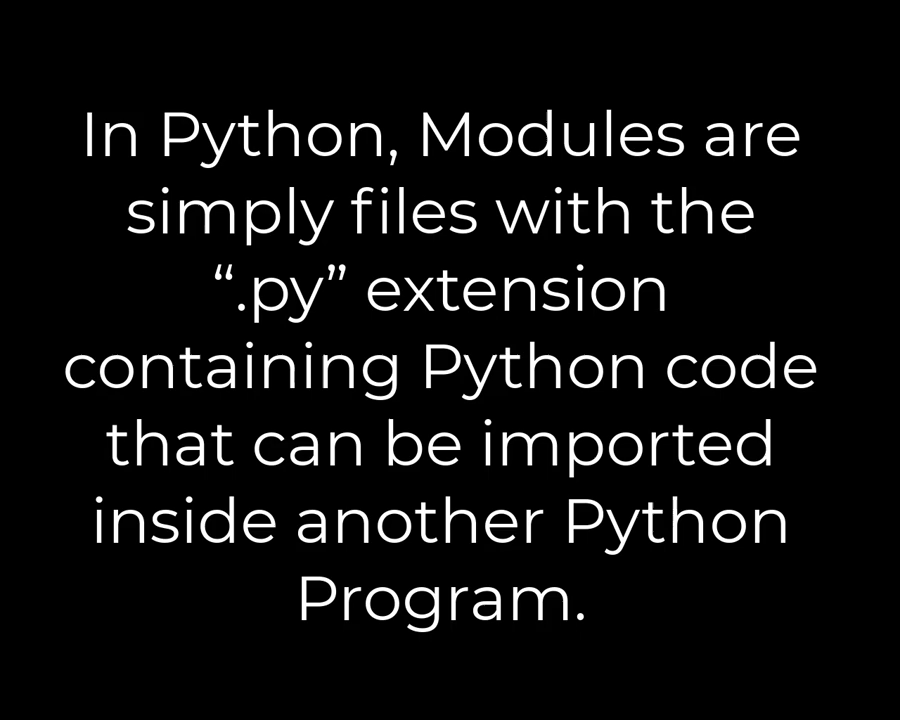 In Python, Modules are
simply files with the
“.py” extension
containing Python code
that can be imported
inside another Python
Program.